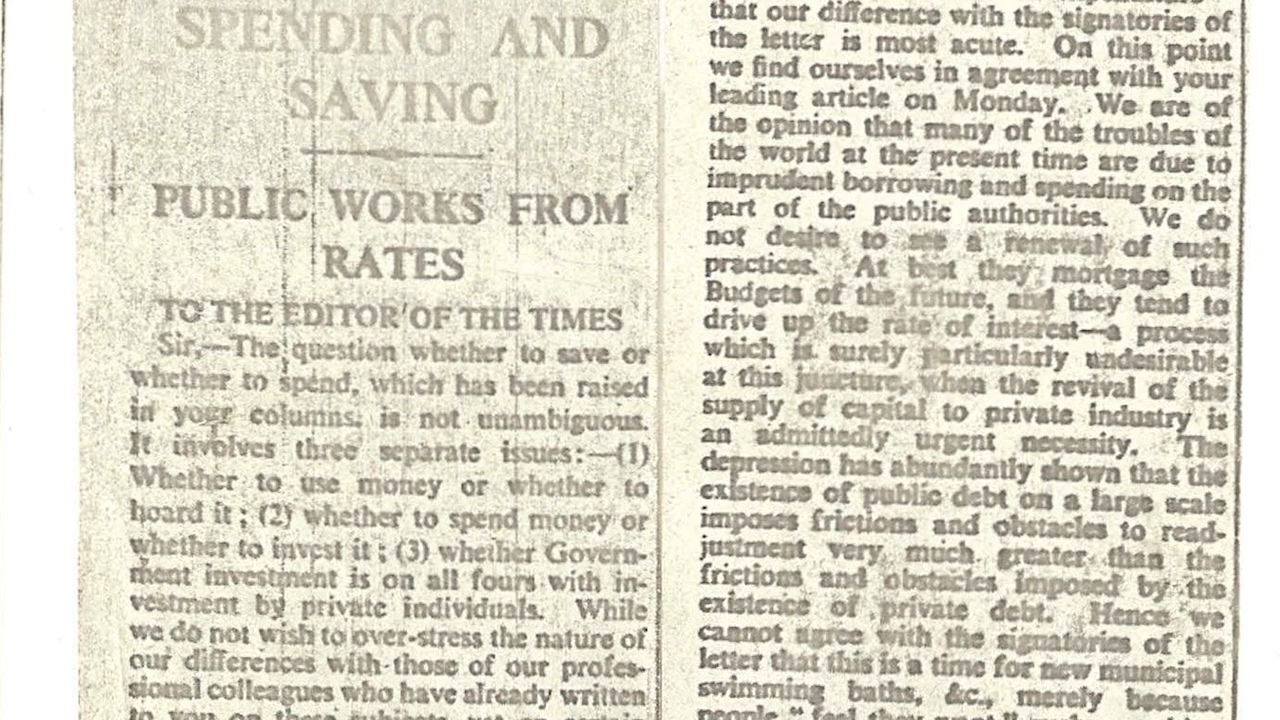 SPENDING AND
SAVING
PUBLIC WORKS FROM
RATES
TO THE EDITOR OF THE TIMES
Sir,—The question whether to save or
whether to spend, which has been raised
in your columns, is not unambiguous.
It involves three separate issues:—(1)
Whether to use money or whether to
hoard it; (2) whether to spend money or
whether to invest it; (3) whether Govern-
ment investment is on all fours with in-
vestment by private individuals. While
we do not wish to over-stress the nature of
our differences with those of our profes-
sional colleagues who have already written
to you on these subjects, yet on certain
that our difference with the signatories of
the letter is most acute. On this point
we find ourselves in agreement with your
leading article on Monday. We are of
the opinion that many of the troubles of
the world at the present time are due to
imprudent borrowing and spending on the
part of the public authorities. We do
not desire to see a renewal of such
practices. At best they mortgage the
Budgets of the future, and they tend to
drive up the rate of interest—a process
which is surely particularly undesirable
at this juncture, when the revival of the
supply of capital to private industry is
an admittedly urgent necessity. The
depression has abundantly shown that the
existence of public debt on a large scale
imposes frictions and obstacles to read-
justment very much greater than the
frictions and obstacles imposed by the
existence of private debt. Hence we
cannot agree with the signatories of the
letter that this is a time for new municipal
swimming baths, &c., merely because
people "feel they want"